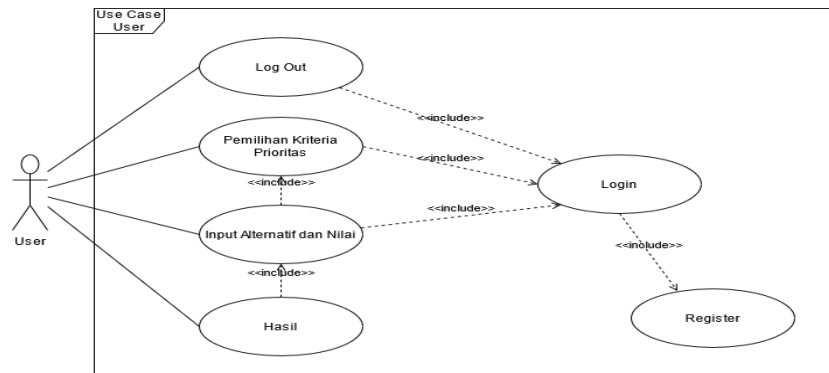 Use Case
User
Log Out
<<include>>
Pemilihan Kriteria
Prioritas
<<include>>
<<include>>
Login
User
Input Alternatif dan Nilai
<<include>>
<<include>>
<<include>>
Hasil
Register